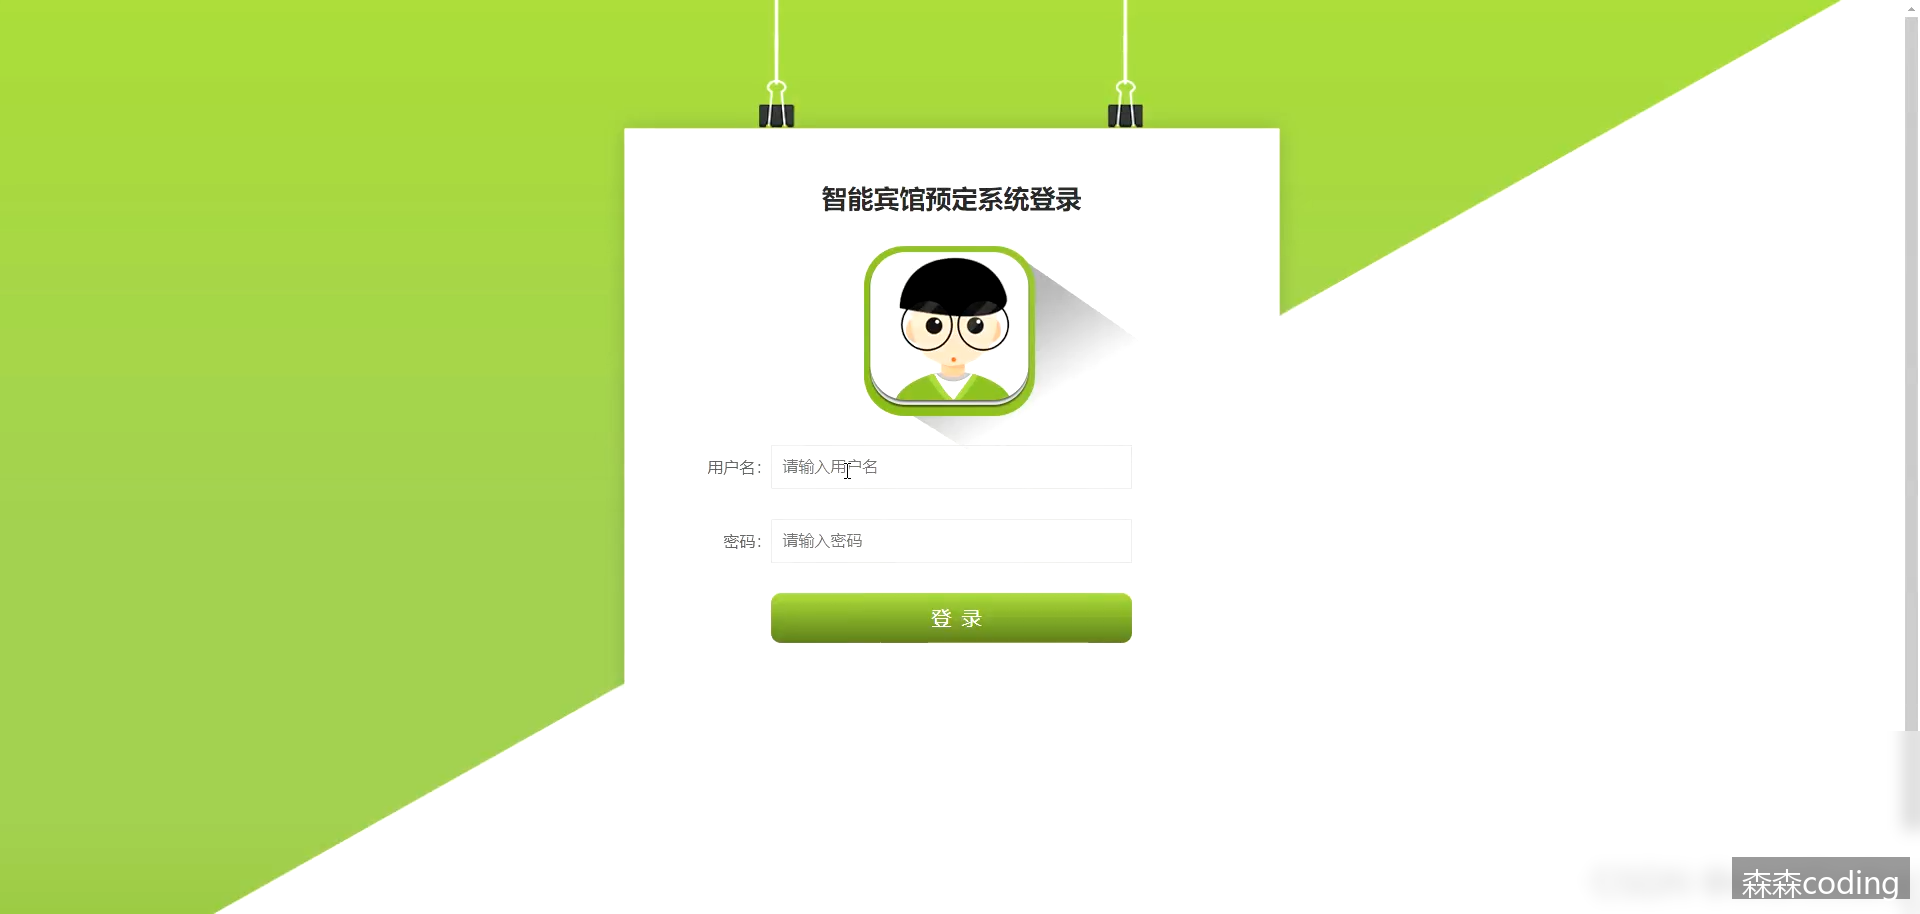 智能宾馆预定系统登录
用户名：
请输入用户名
密码：
请输入密码
登 录
森森coding